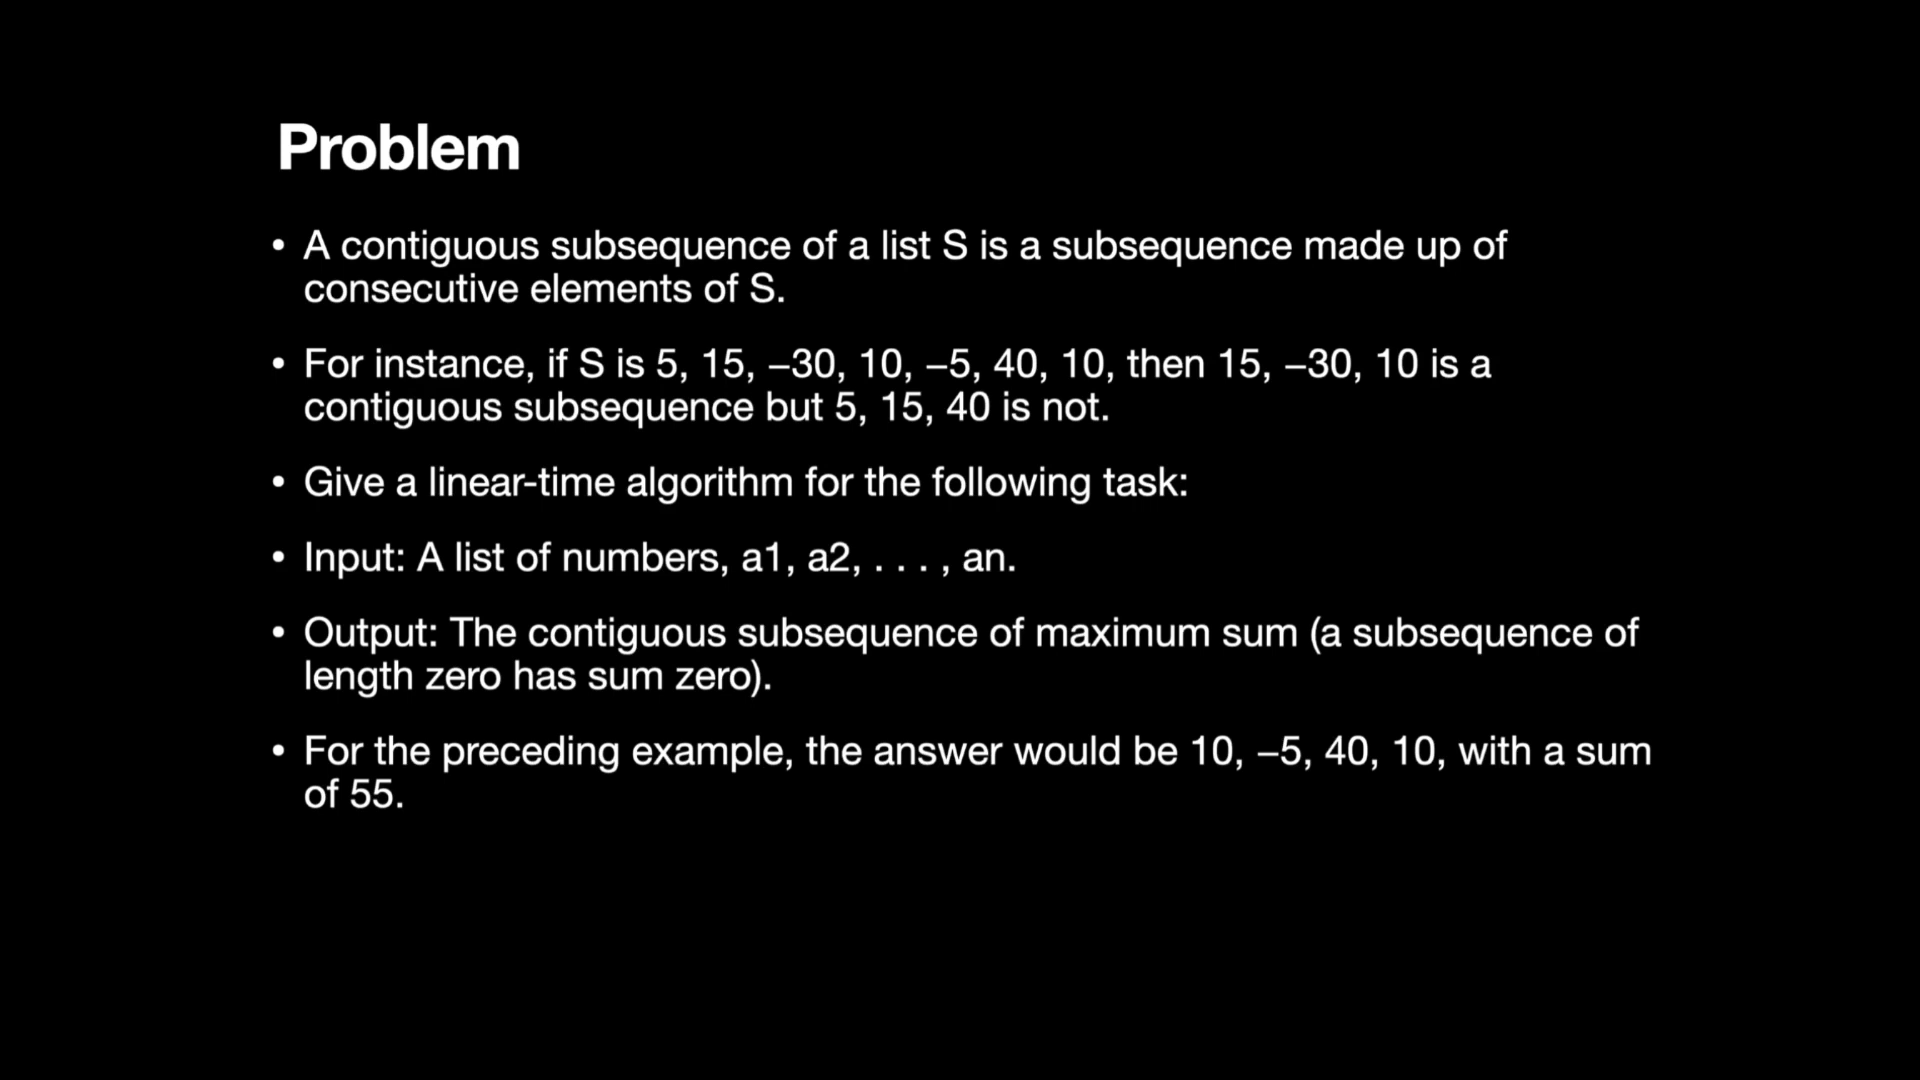 Problem
• A contiguous subsequence of a list S is a subsequence made up of
consecutive elements of S.
• For instance, if S is 5, 15, –30, 10, –5, 40, 10, then 15, –30, 10 is a
contiguous subsequence but 5, 15, 40 is not.
• Give a linear-time algorithm for the following task:
• Input: A list of numbers, a1, a2, . . . , an.
• Output: The contiguous subsequence of maximum sum (a subsequence of
length zero has sum zero).
• For the preceding example, the answer would be 10, –5, 40, 10, with a sum
of 55.